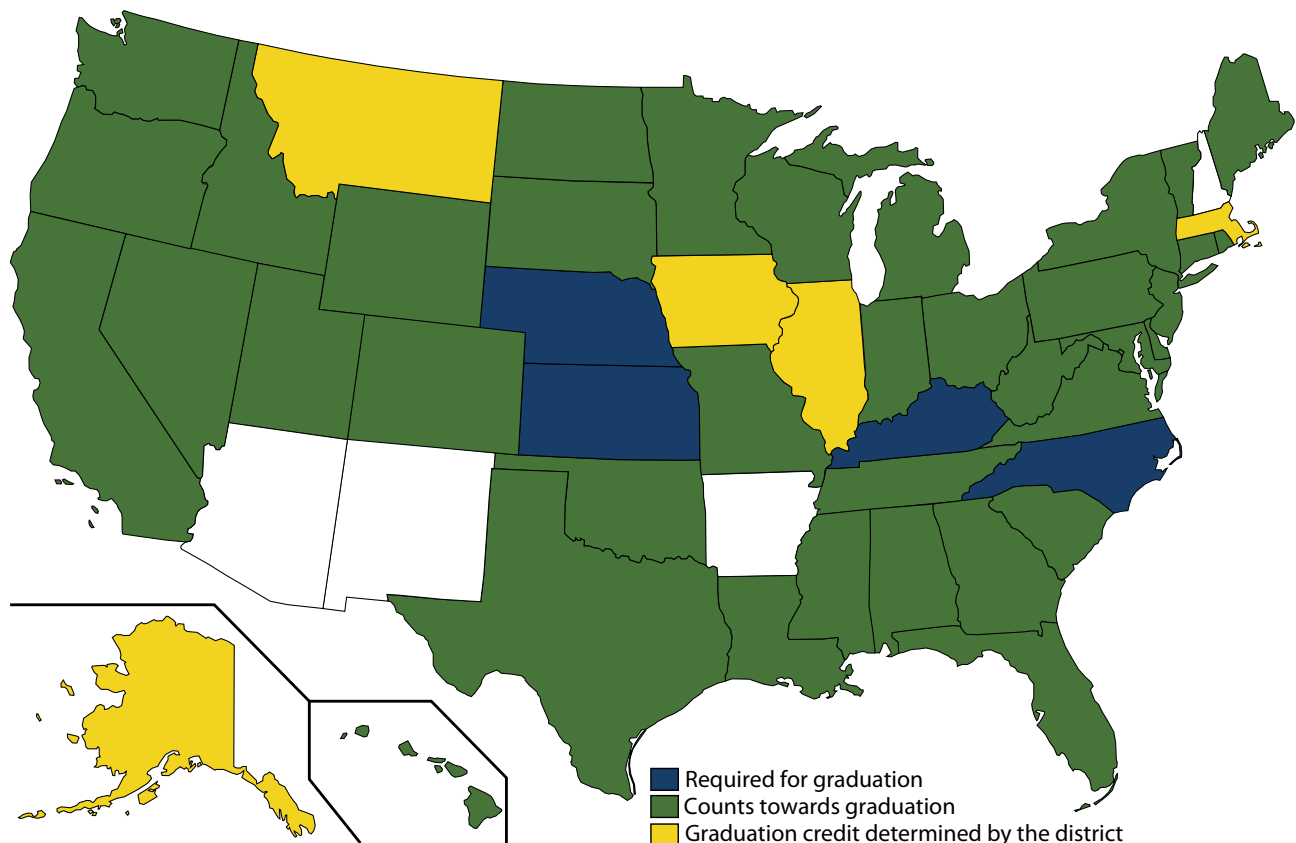 Required for graduation
Counts towards graduation
Graduation credit determined by the district